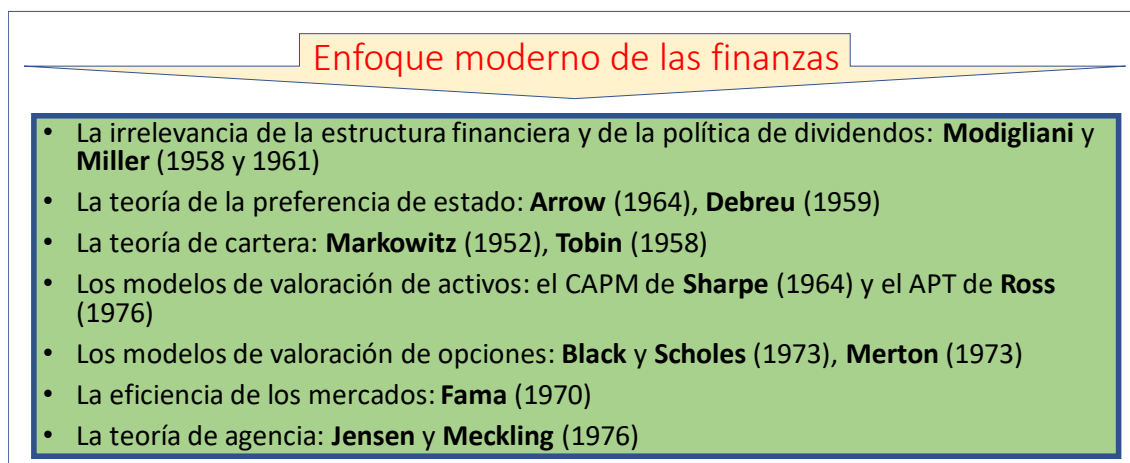 Enfoque moderno de las finanzas
• La irrelevancia de la estructura financiera y de la política de dividendos: Modigliani y
Miller (1958 y 1961)
• La teoría de la preferencia de estado: Arrow (1964), Debreu (1959)
• La teoría de cartera: Markowitz (1952), Tobin (1958)
• Los modelos de valoración de activos: el CAPM de Sharpe (1964) y el APT de Ross
(1976)
• Los modelos de valoración de opciones: Black y Scholes (1973), Merton (1973)
• La eficiencia de los mercados: Fama (1970)
• La teoría de agencia: Jensen y Meckling (1976)